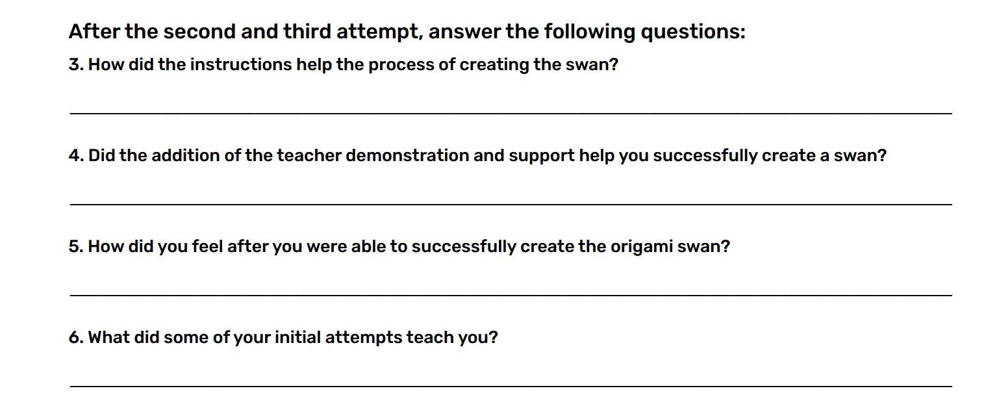 After the second and third attempt, answer the following questions:
3. How did the instructions help the process of creating the swan?
4. Did the addition of the teacher demonstration and support help you successfully create a swan?
5. How did you feel after you were able to successfully create the origami swan?
6. What did some of your initial attempts teach you?